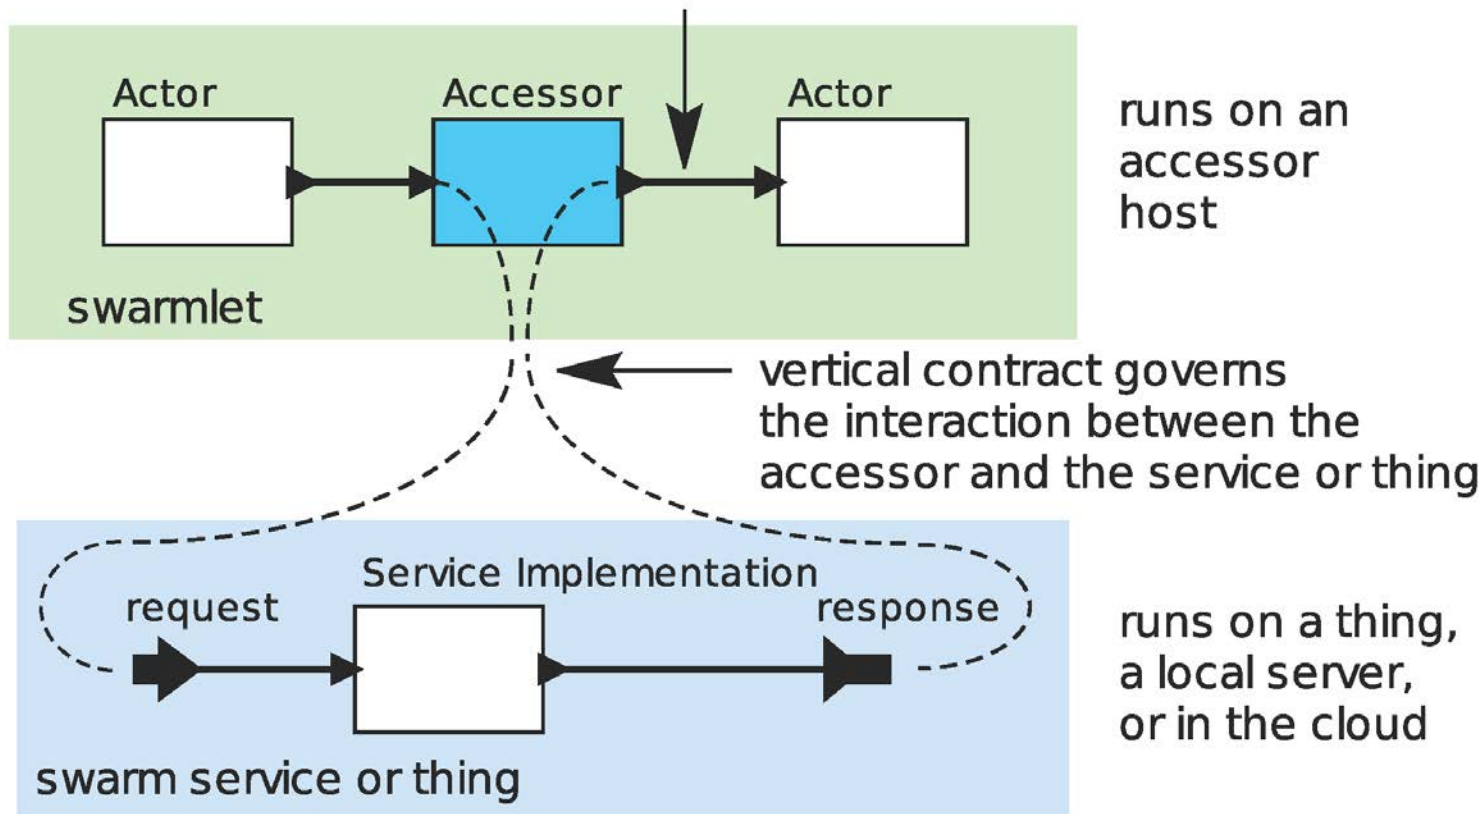 Actor
Accessor
Actor
runs on an
accessor
host
swarmlet
vertical contract governs
the interaction between the
accessor and the service or thing
Service Implementation
request
response
runs on a thing,
a local server,
or in the cloud
swarm service or thing